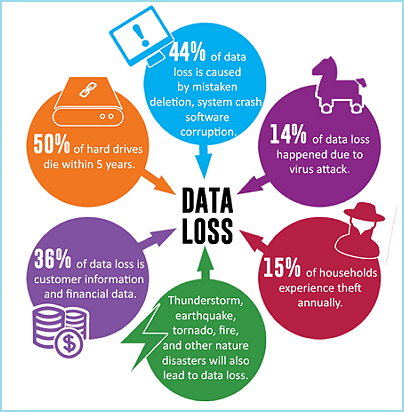 44% of data
loss is caused
by mistaken
deletion, system crash
software
corruption.
14% of data loss
happened due to
virus attack.
15% of households
experience theft
annually.
Thunderstorm,
earthquake,
tornado, fire,
and other nature
disasters will also
lead to data loss.
36% of data loss is
customer information
and financial data.
50% of hard drives
die within 5 years.
DATA
LOSS